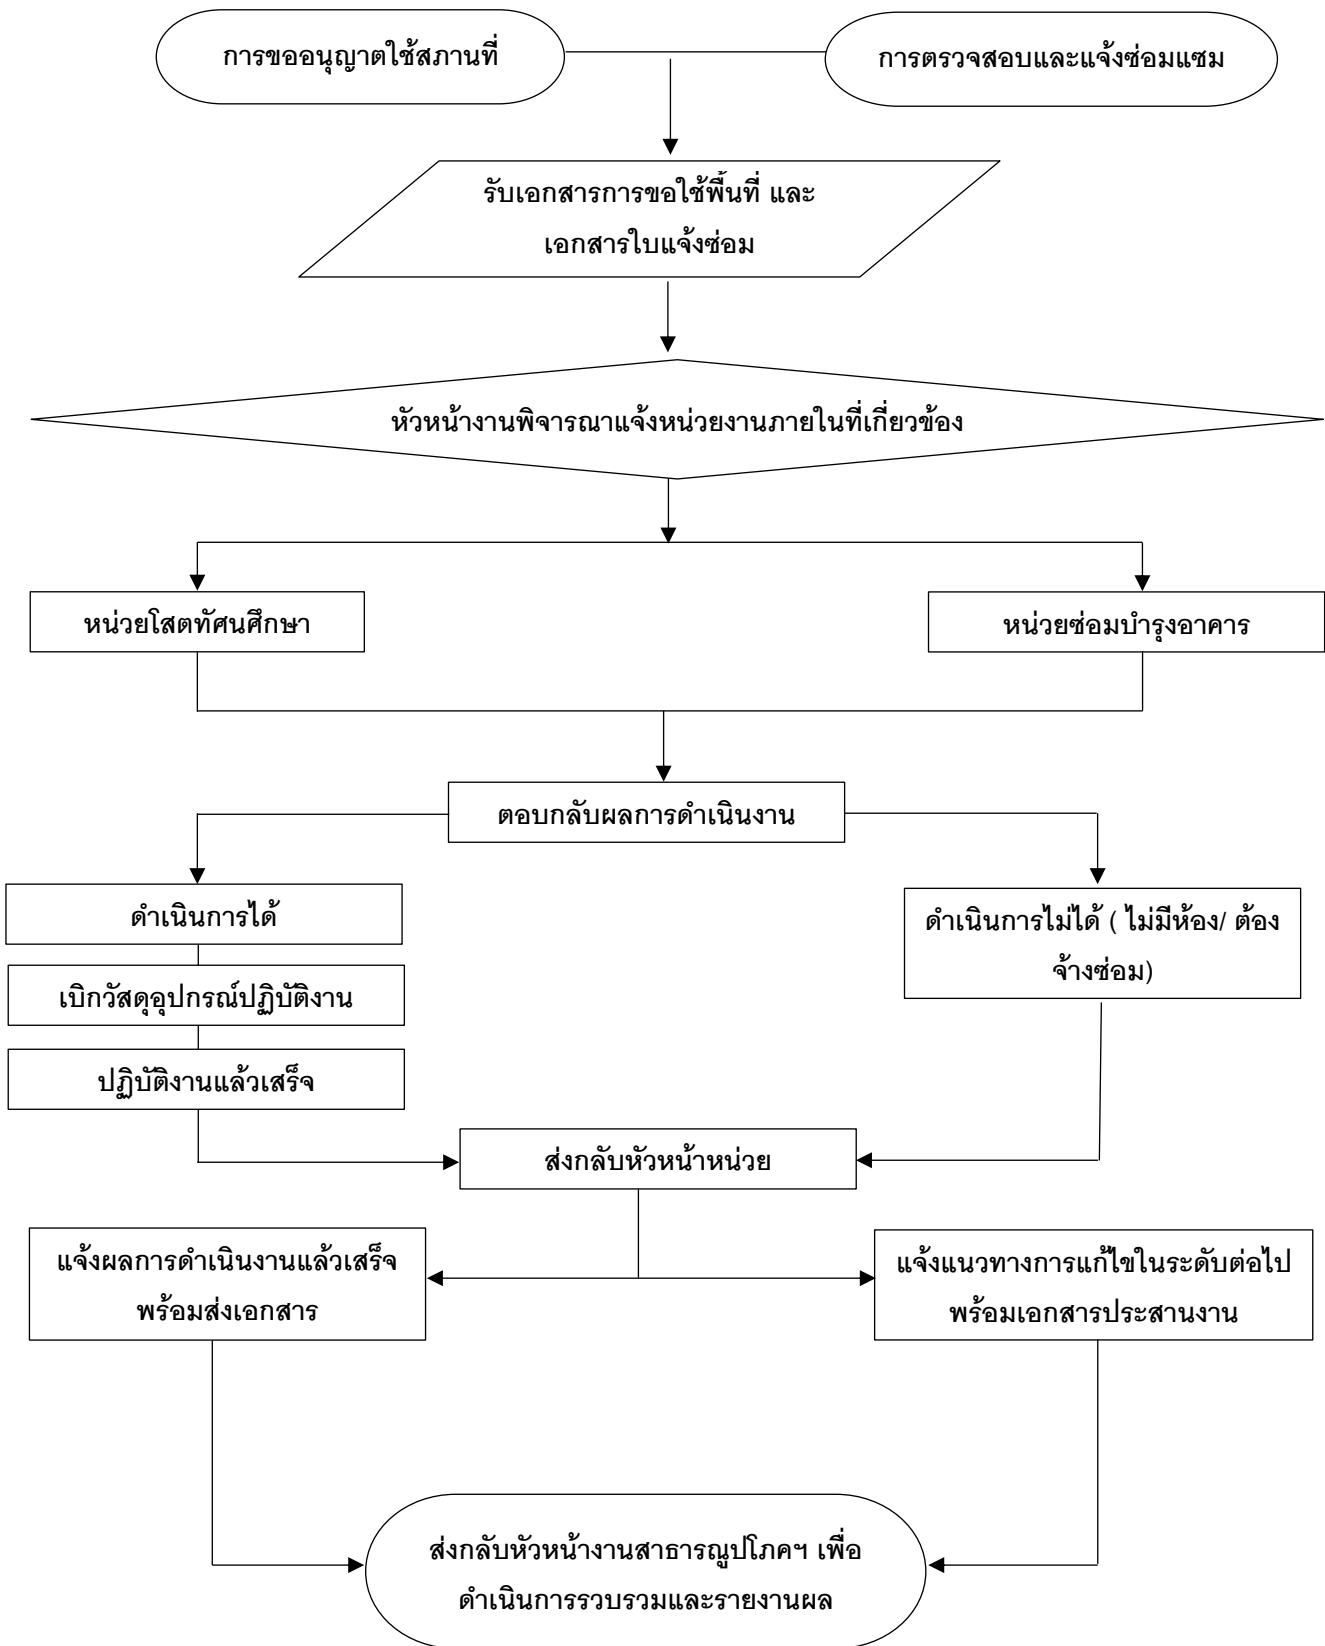 การขออนุญาตใช้สถานที่
การตรวจสอบและแจ้งซ่อมแซม
รับเอกสารการขอใช้พื้นที่ และ
เอกสารใบแจ้งซ่อม
หัวหน้างานพิจารณาแจ้งหน่วยงานภายในที่เกี่ยวข้อง
หน่วยโสตทัศนศึกษา
หน่วยซ่อมบำรุงอาคาร
ตอบกลับผลการดำเนินงาน
ดำเนินการได้
ดำเนินการไม่ได้ ( ไม่มีห้อง/ ต้อง
จ้างซ่อม)
เบิกวัสดุอุปกรณ์ปฏิบัติงาน
ปฏิบัติงานแล้วเสร็จ
ส่งกลับหัวหน้าหน่วย
แจ้งผลการดำเนินงานแล้วเสร็จ
พร้อมส่งเอกสาร
แจ้งแนวทางการแก้ไขในระดับต่อไป
พร้อมเอกสารประสานงาน
ส่งกลับหัวหน้างานสาธารณูปโภคฯ เพื่อ
ดำเนินการรวบรวมและรายงานผล